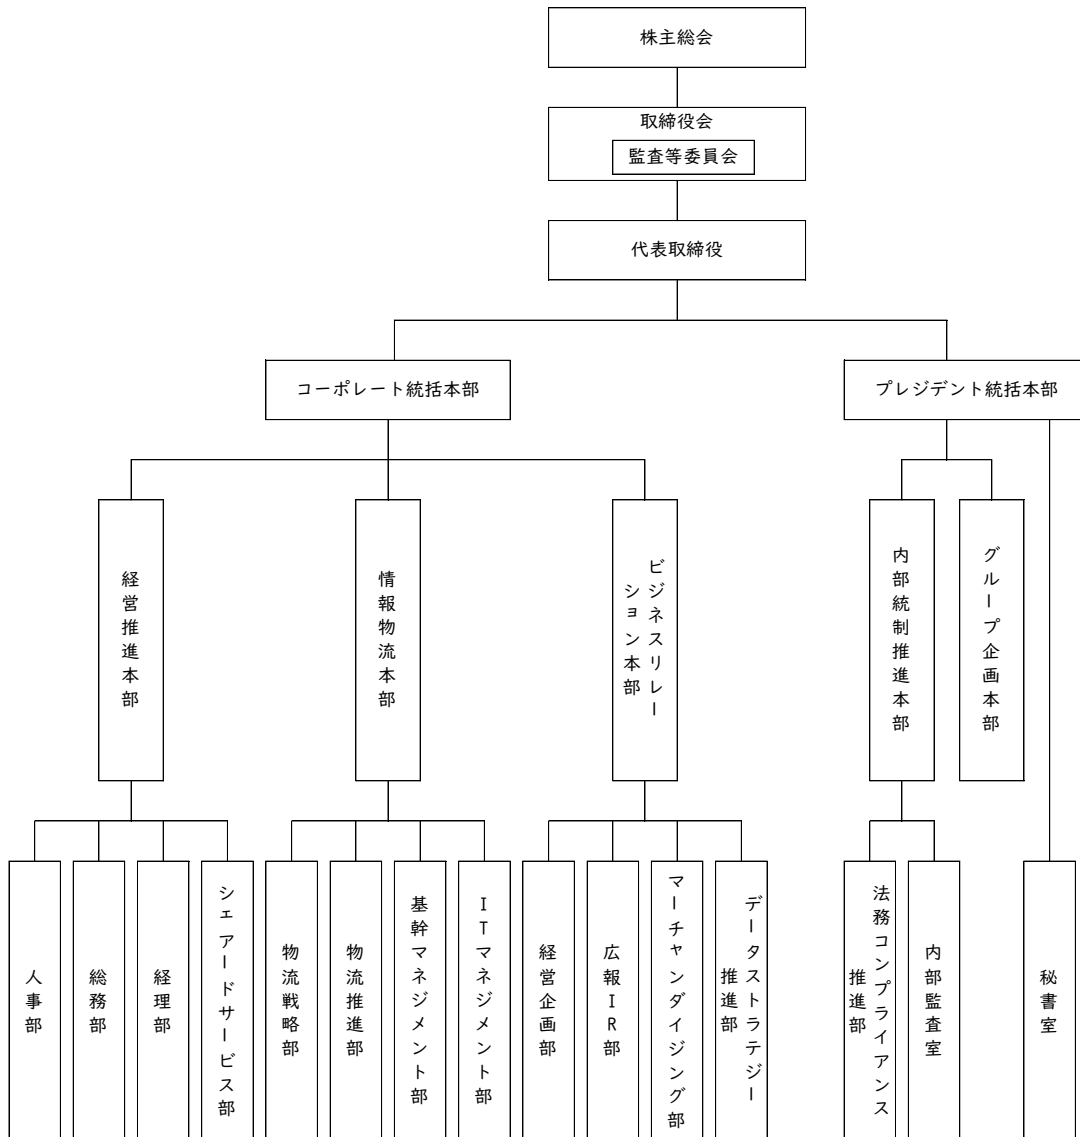 株主総会
取締役会
監査等委員会
代表取締役
コーポレート統括本部
プレジデント統括本部
経営推進本部
情報物流本部
ビジネスリレー
ション本部
内部統制推進本部
グループ企画本部
人事部
総務部
経理部
シェアードサービス部
物流戦略部
物流推進部
基幹マネジメント部
ITマネジメント部
経営企画部
広報IR部
マーチャンダイジング部
データストラテジー
推進部
法務コンプライアンス
推進部
内部監査室
秘書室